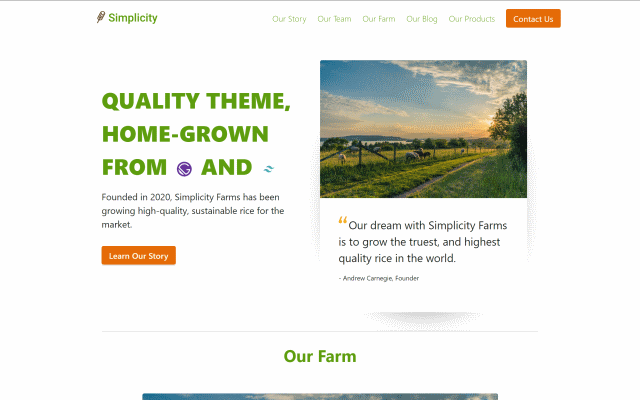 Simplicity
Our Story Our Team Our Farm Our Blog Our Products Contact Us
QUALITY THEME,
HOME-GROWN
FROM AND
Founded in 2020, Simplicity Farms has been
growing high-quality, sustainable rice for the
market.
Learn Our Story
“Our dream with Simplicity Farms
is to grow the truest, and highest
quality rice in the world.
- Andrew Carnegie, Founder
Our Farm